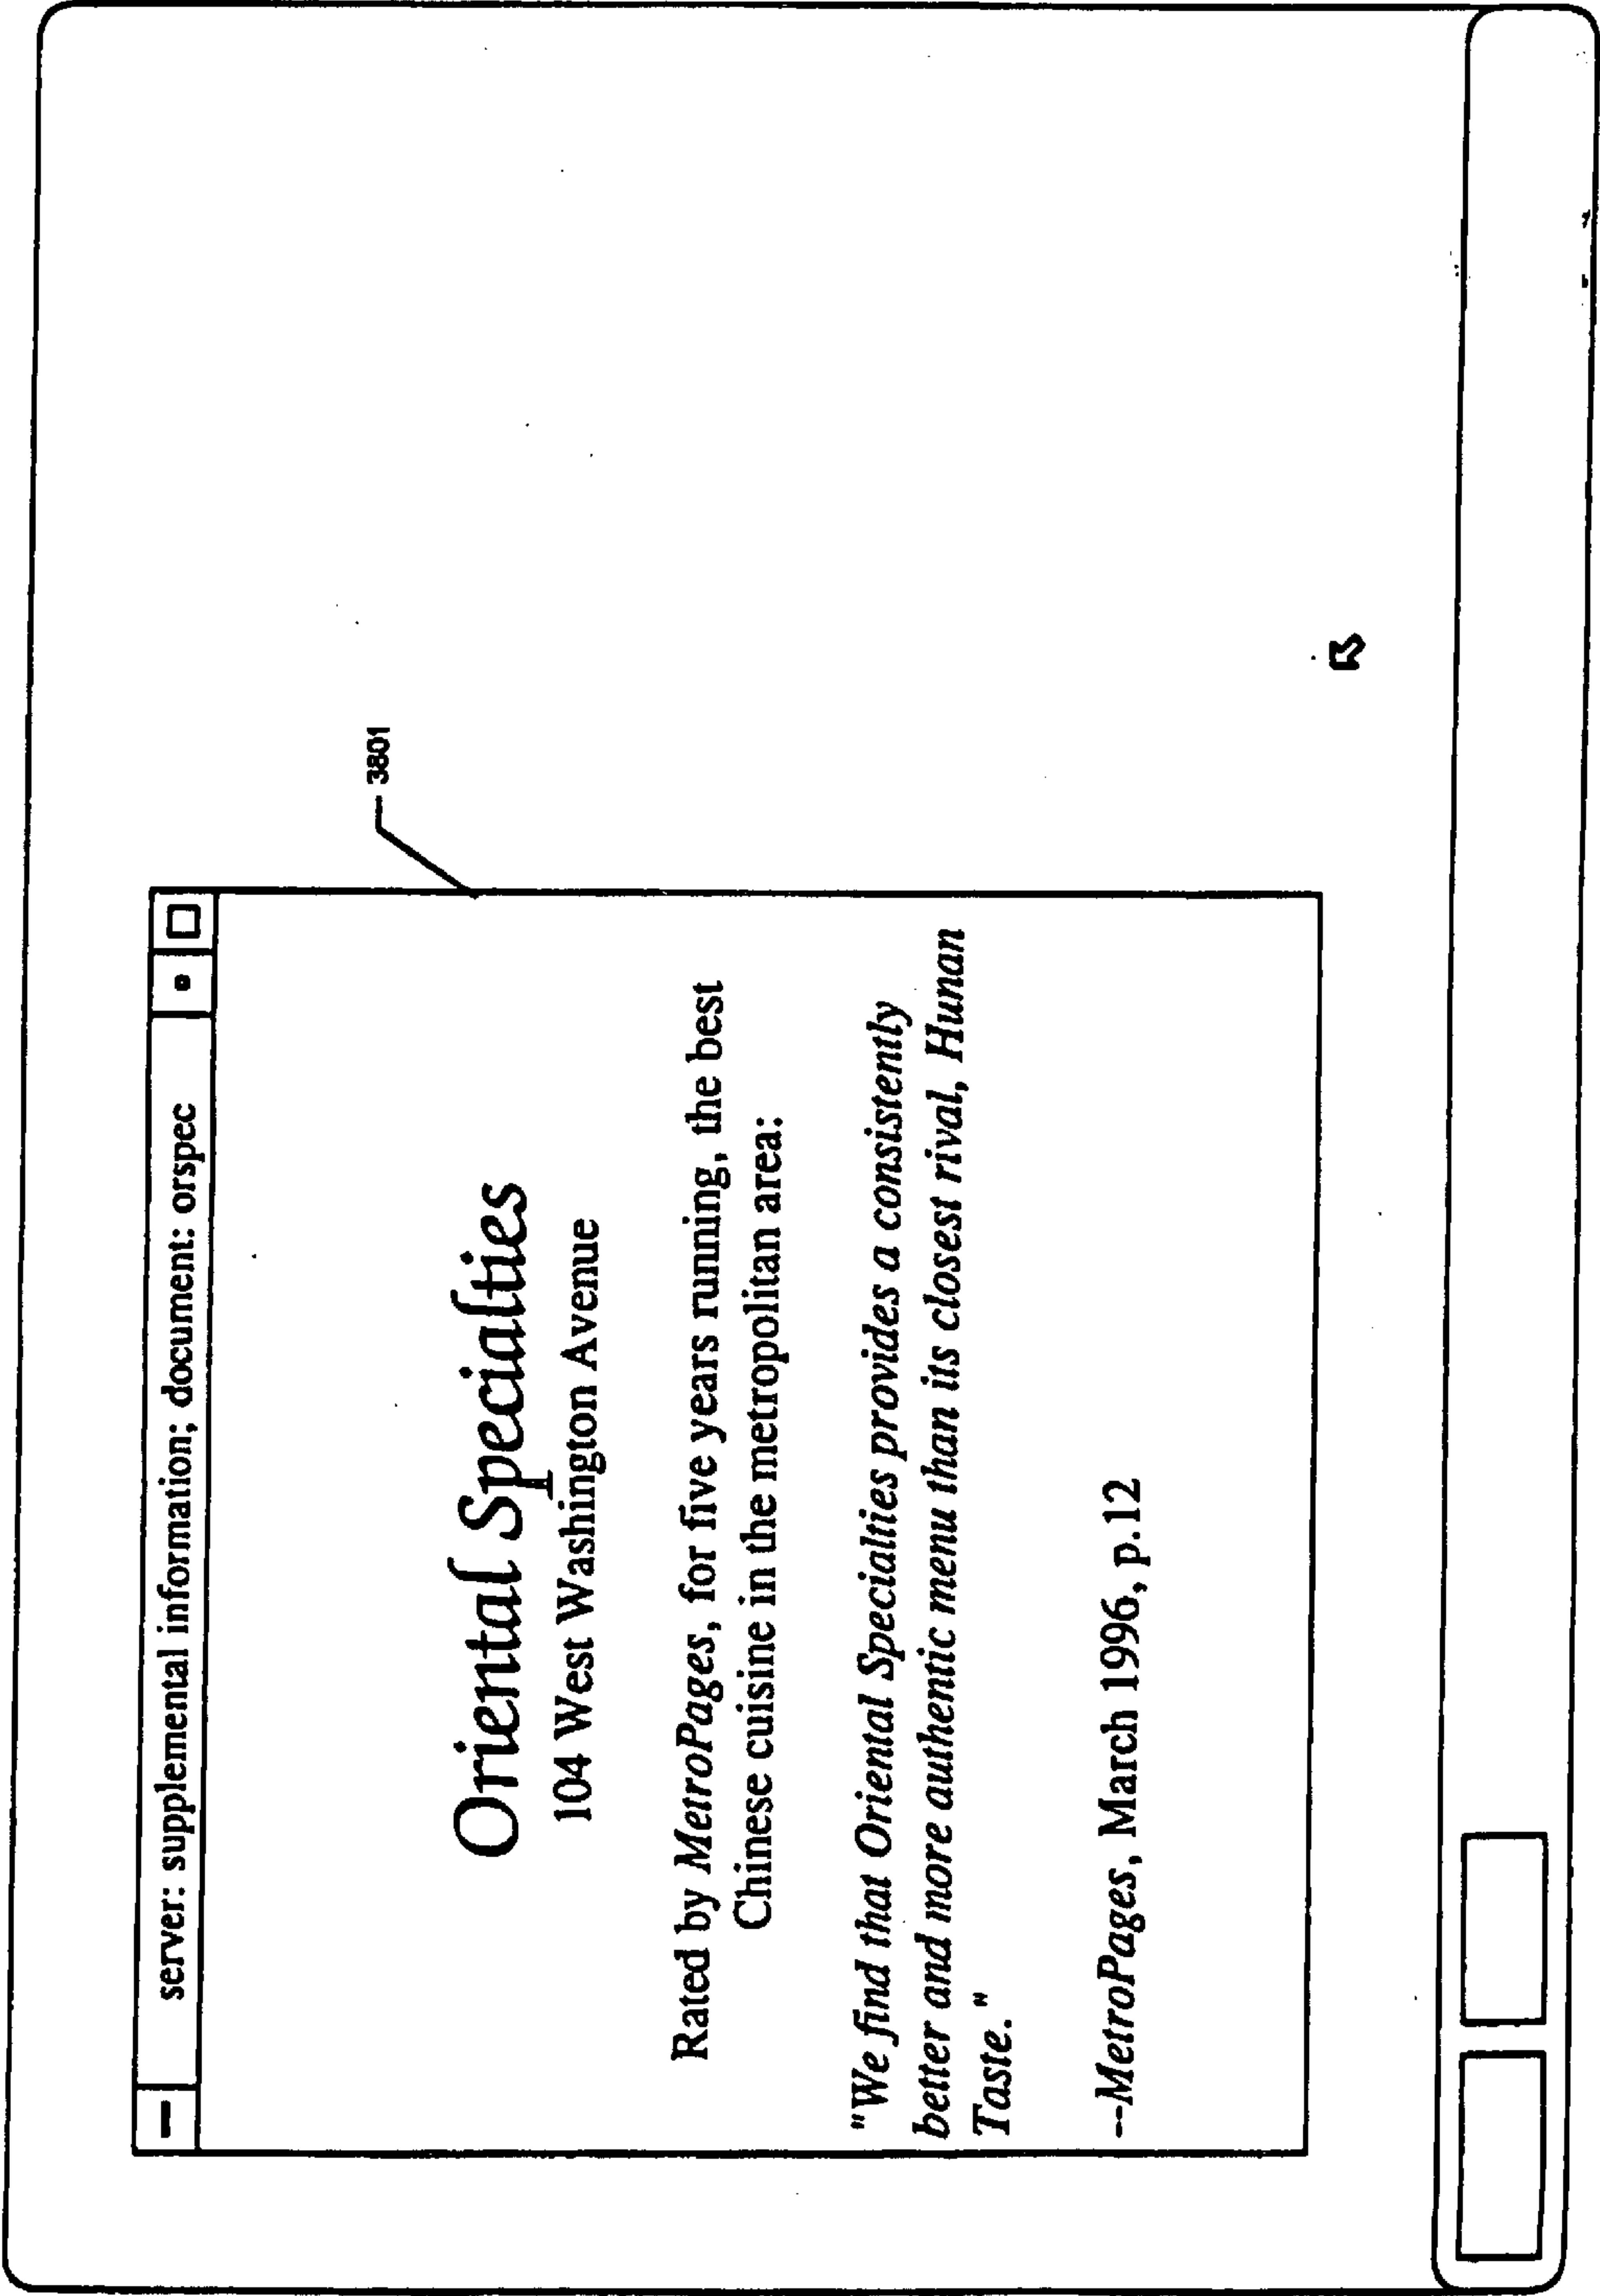 server: supplemental information; document: orspec
3801
Oriental Specialties
104 West Washington Avenue
Rated by MetroPages, for five years running, the best
Chinese cuisine in the metropolitan area:
"We find that Oriental Specialties provides a consistently
better and more authentic menu than its closest rival, Hunan
Taste."
--MetroPages, March 1996, p.12